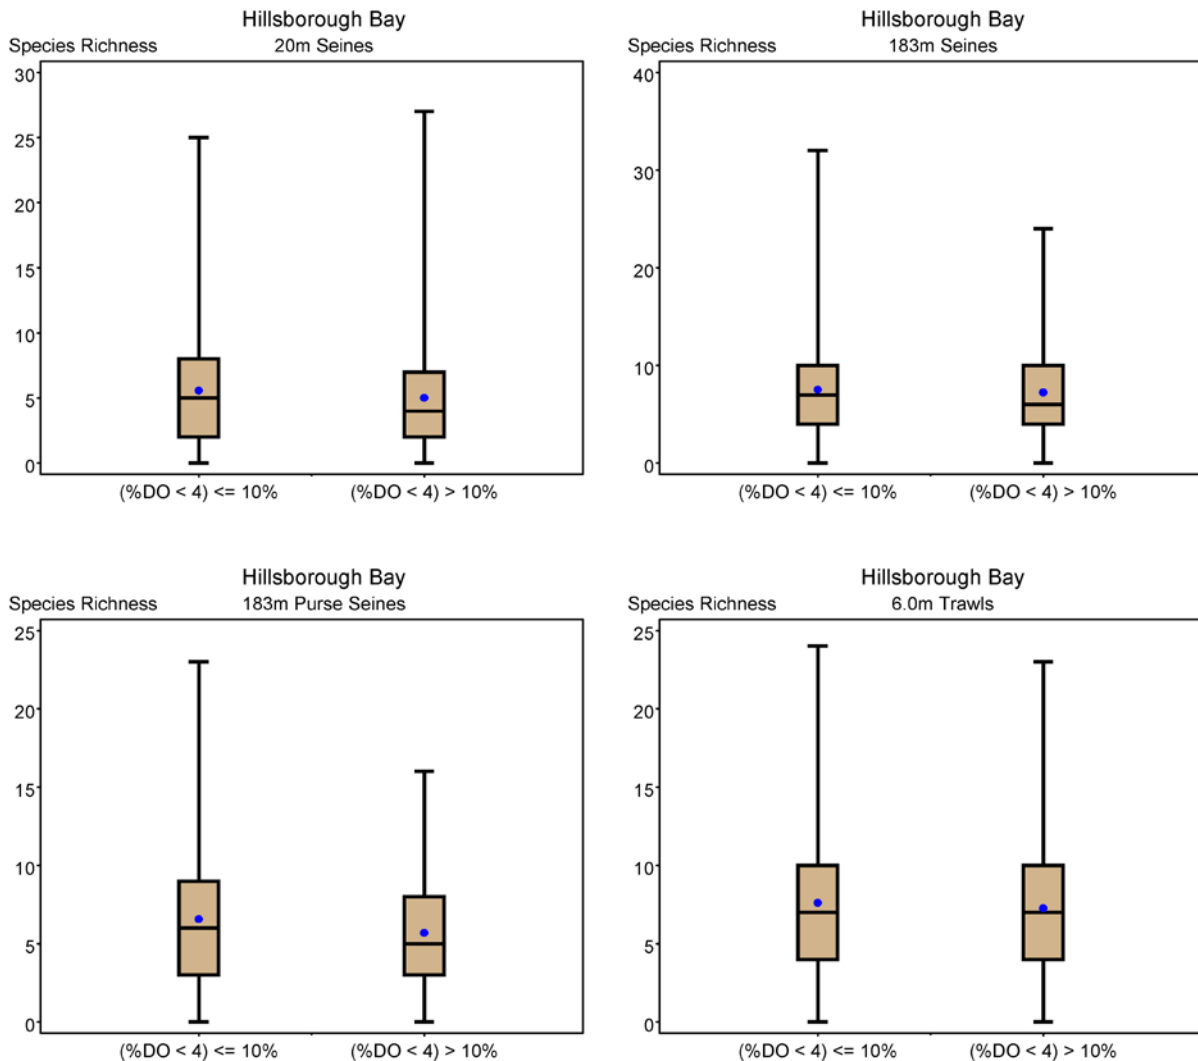 Hillsborough Bay
Species Richness 20m Seines
30
25
20
15
10
5
0
(%DO < 4) <= 10% (%DO < 4) > 10%
Hillsborough Bay
Species Richness 183m Seines
40
30
20
10
0
(%DO < 4) <= 10% (%DO < 4) > 10%
Hillsborough Bay
Species Richness 183m Purse Seines
25
20
15
10
5
0
(%DO < 4) <= 10% (%DO < 4) > 10%
Hillsborough Bay
Species Richness 6.0m Trawls
25
20
15
10
5
0
(%DO < 4) <= 10% (%DO < 4) > 10%